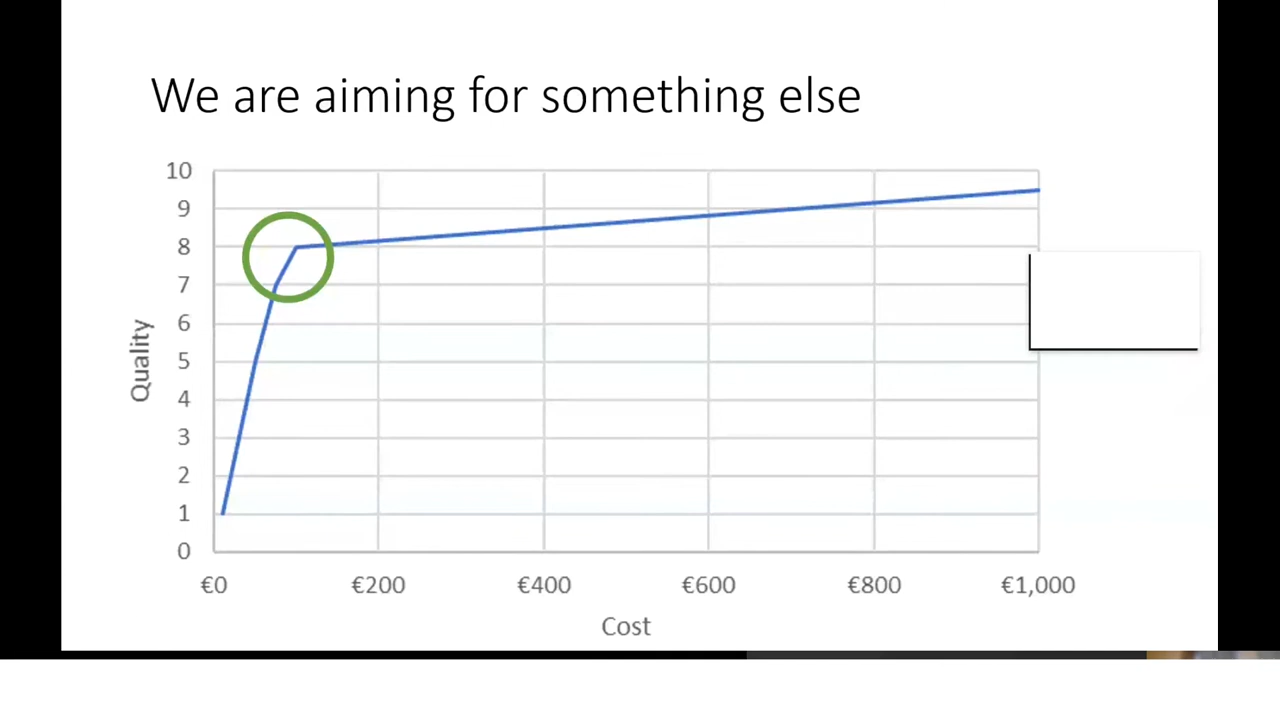 We are aiming for something else
10
9
8
7
6
5
4
3
2
1
0
Quality
€0 €200 €400 €600 €800 €1,000
Cost